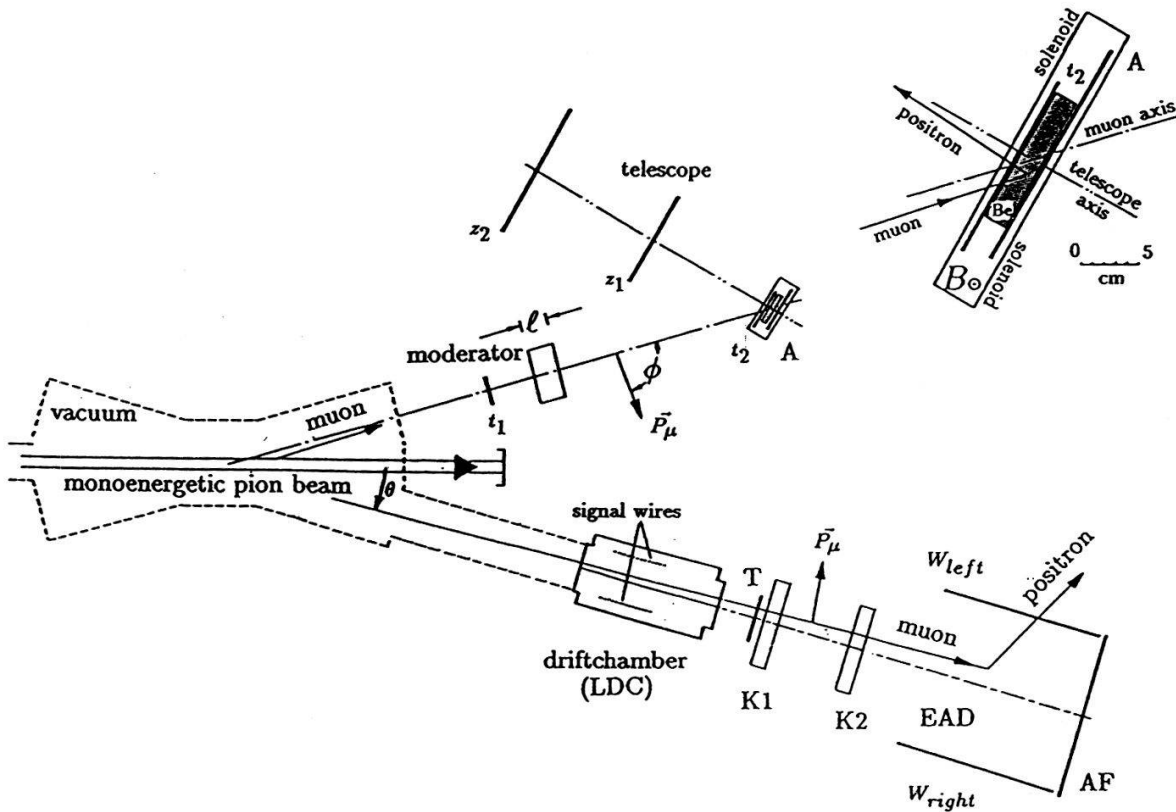 solenoid
t2
A
positron
muon axis
telescope
axis
muon
Be
B⊙
solenoid
0 5
cm
telescope
z2
z1
ℓ
moderator
t2
A
ϕ
P⃗μ
t1
vacuum
muon
monoenergetic pion beam
θ
signal wires
P⃗μ
Wleft
positron
T
muon
driftchamber
(LDC)
K1
K2
EAD
AF
Wright